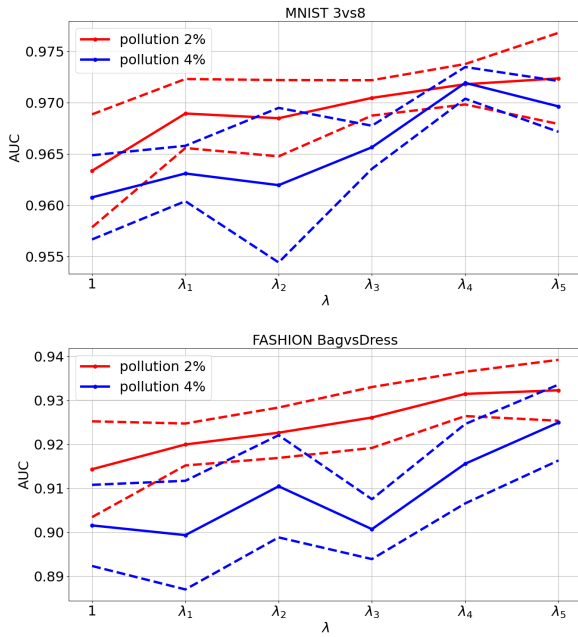 MNIST 3vs8
pollution 2%
pollution 4%
0.975
0.970
0.965
0.960
0.955
AUC
1 λ₁ λ₂ λ₃ λ₄ λ₅
λ
FASHION BagvsDress
pollution 2%
pollution 4%
0.94
0.93
0.92
0.91
0.90
0.89
AUC
1 λ₁ λ₂ λ₃ λ₄ λ₅
λ